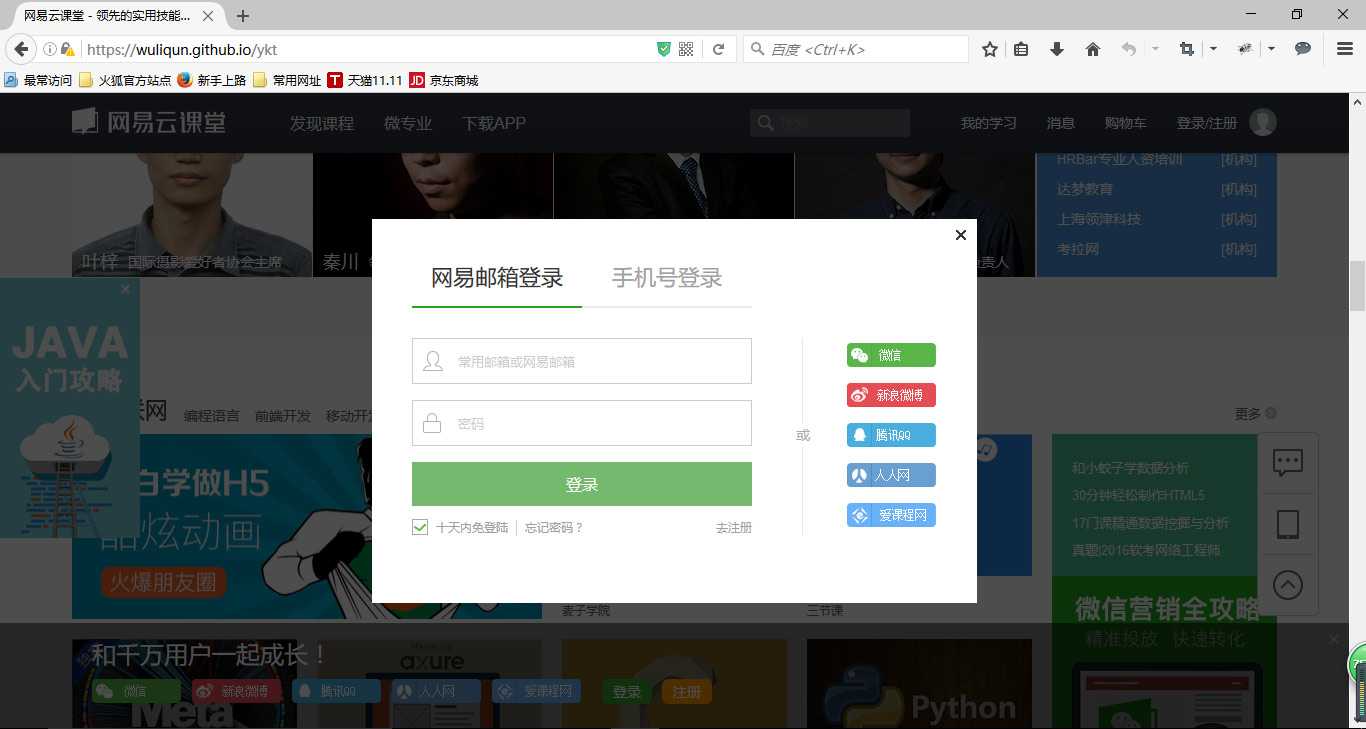 网易云课堂 - 领先的实用技能...
https://wuliqun.github.io/ykt
百度 <Ctrl+K>
最常访问 火狐官方站点 新手上路 常用网址 天猫11.11 京东商城
网易云课堂 发现课程 微专业 下载APP 我的学习 消息 购物车 登录/注册
HRBar专业人资培训 [机构]
达梦教育 [机构]
上海领津科技 [机构]
考拉网 [机构]
叶梓 国际摄影爱好者协会主席 秦川
负责人
网易邮箱登录 手机号登录
常用邮箱或网易邮箱
密码
登录
十天内免登陆 忘记密码？ 去注册
或
微信
新浪微博
腾讯QQ
人人网
爱课程网
JAVA
入门攻略
联网 编程语言 前端开发 移动开发
更多
白学做H5
酷炫动画
火爆朋友圈
和小蚊子学数据分析
30分钟轻松制作HTML5
17门课精通数据挖掘与分析
真题|2016软考网络工程师
麦子学院 三节课
微信营销全攻略
精准投放 快速转化
和千万用户一起成长！
微信 新浪微博 腾讯QQ 人人网 爱课程网 登录 注册
axure
Meta
Python